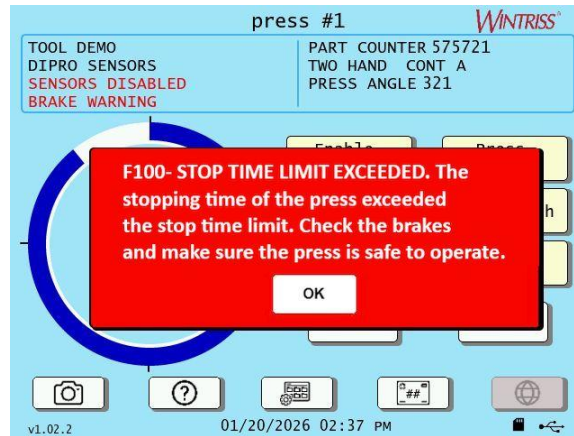 press #1
WINTRISS®
TOOL DEMO
DIPRO SENSORS
SENSORS DISABLED
BRAKE WARNING
PART COUNTER 575721
TWO HAND CONT A
PRESS ANGLE 321
F100- STOP TIME LIMIT EXCEEDED. The
stopping time of the press exceeded
the stop time limit. Check the brakes
and make sure the press is safe to operate.
OK
h
##
v1.02.2
01/20/2026 02:37 PM